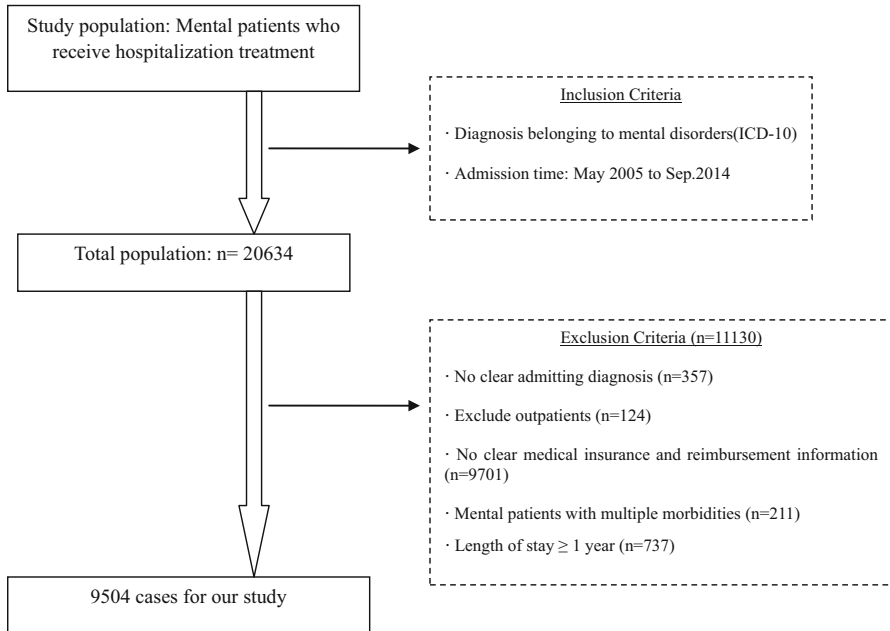 Study population: Mental patients who
receive hospitalization treatment
Inclusion Criteria
· Diagnosis belonging to mental disorders(ICD-10)
· Admission time: May 2005 to Sep.2014
Total population: n= 20634
Exclusion Criteria (n=11130)
· No clear admitting diagnosis (n=357)
· Exclude outpatients (n=124)
· No clear medical insurance and reimbursement information
(n=9701)
· Mental patients with multiple morbidities (n=211)
· Length of stay ≥ 1 year (n=737)
9504 cases for our study